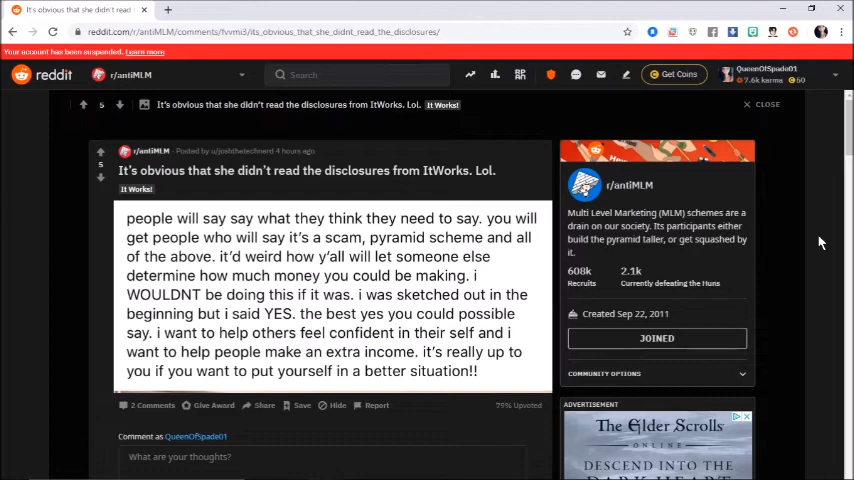 It's obvious that she didn't read
reddit.com/r/antiMLM/comments/fvvmi3/its_obvious_that_she_didnt_read_the_disclosures/
Your account has been suspended. Learn more
reddit
r/antiMLM
Search
Get Coins
QueenOfSpade01
7.6k karma 50
5
It's obvious that she didn't read the disclosures from ItWorks. Lol.
It Works!
CLOSE
r/antiMLM · Posted by u/joshthetechnerd 4 hours ago
5
It's obvious that she didn't read the disclosures from ItWorks. Lol.
It Works!
people will say say what they think they need to say. you will
get people who will say it's a scam, pyramid scheme and all
of the above. it'd weird how y'all will let someone else
determine how much money you could be making. i
WOULDNT be doing this if it was. i was sketched out in the
beginning but i said YES. the best yes you could possible
say. i want to help others feel confident in their self and i
want to help people make an extra income. it's really up to
you if you want to put yourself in a better situation!!
2 Comments
Give Award
Share
Save
Hide
Report
79% Upvoted
Comment as QueenOfSpade01
What are your thoughts?
r/antiMLM
Multi Level Marketing (MLM) schemes are a
drain on our society. Its participants either
build the pyramid taller, or get squashed by
it.
608k
Recruits
2.1k
Currently defeating the Huns
Created Sep 22, 2011
JOINED
COMMUNITY OPTIONS
ADVERTISEMENT
The Elder Scrolls
ONLINE
DESCEND INTO THE
DARK HEART